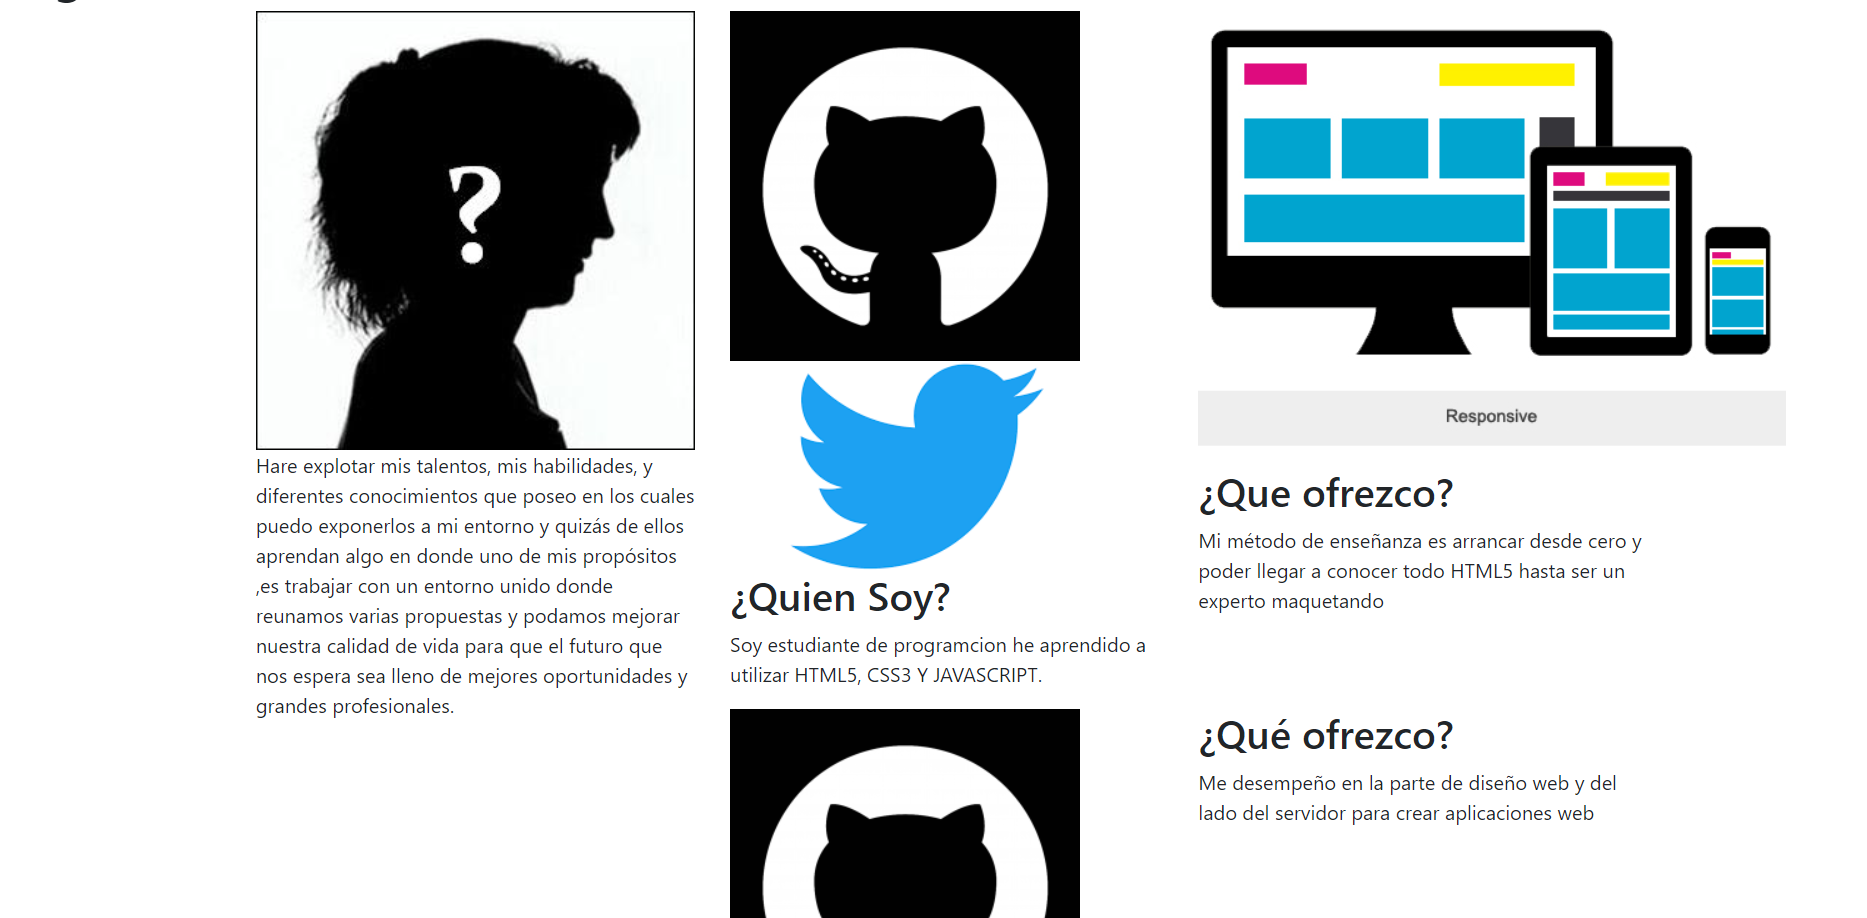 ?
Hare explotar mis talentos, mis habilidades, y
diferentes conocimientos que poseo en los cuales
puedo exponerlos a mi entorno y quizás de ellos
aprendan algo en donde uno de mis propósitos
,es trabajar con un entorno unido donde
reunamos varias propuestas y podamos mejorar
nuestra calidad de vida para que el futuro que
nos espera sea lleno de mejores oportunidades y
grandes profesionales.
¿Quien Soy?
Soy estudiante de programcion he aprendido a
utilizar HTML5, CSS3 Y JAVASCRIPT.
Responsive
¿Que ofrezco?
Mi método de enseñanza es arrancar desde cero y
poder llegar a conocer todo HTML5 hasta ser un
experto maquetando
¿Qué ofrezco?
Me desempeño en la parte de diseño web y del
lado del servidor para crear aplicaciones web